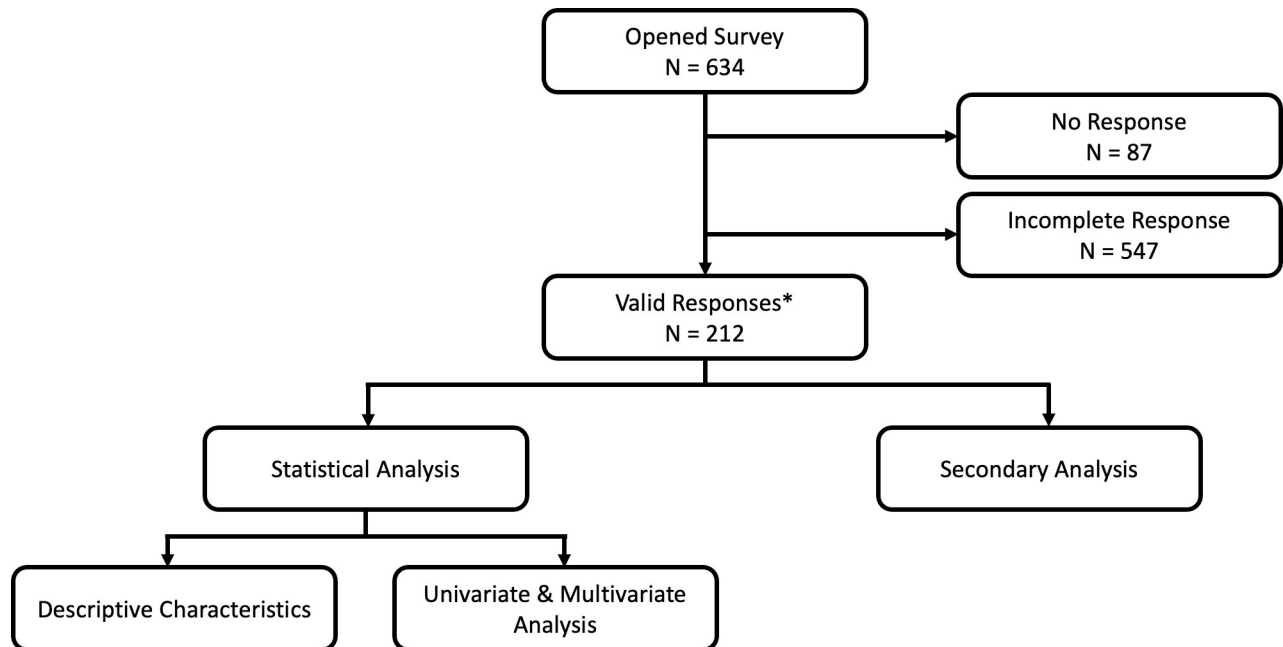 Opened Survey
N = 634
No Response
N = 87
Incomplete Response
N = 547
Valid Responses*
N = 212
Statistical Analysis
Secondary Analysis
Descriptive Characteristics
Univariate & Multivariate
Analysis